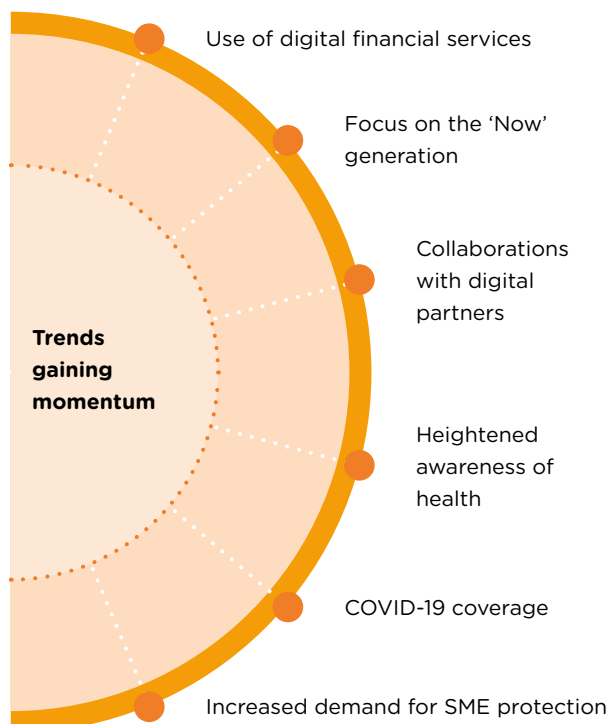 Use of digital financial services
Focus on the ‘Now’
generation
Collaborations
with digital
partners
Trends
gaining
momentum
Heightened
awareness of
health
COVID-19 coverage
Increased demand for SME protection